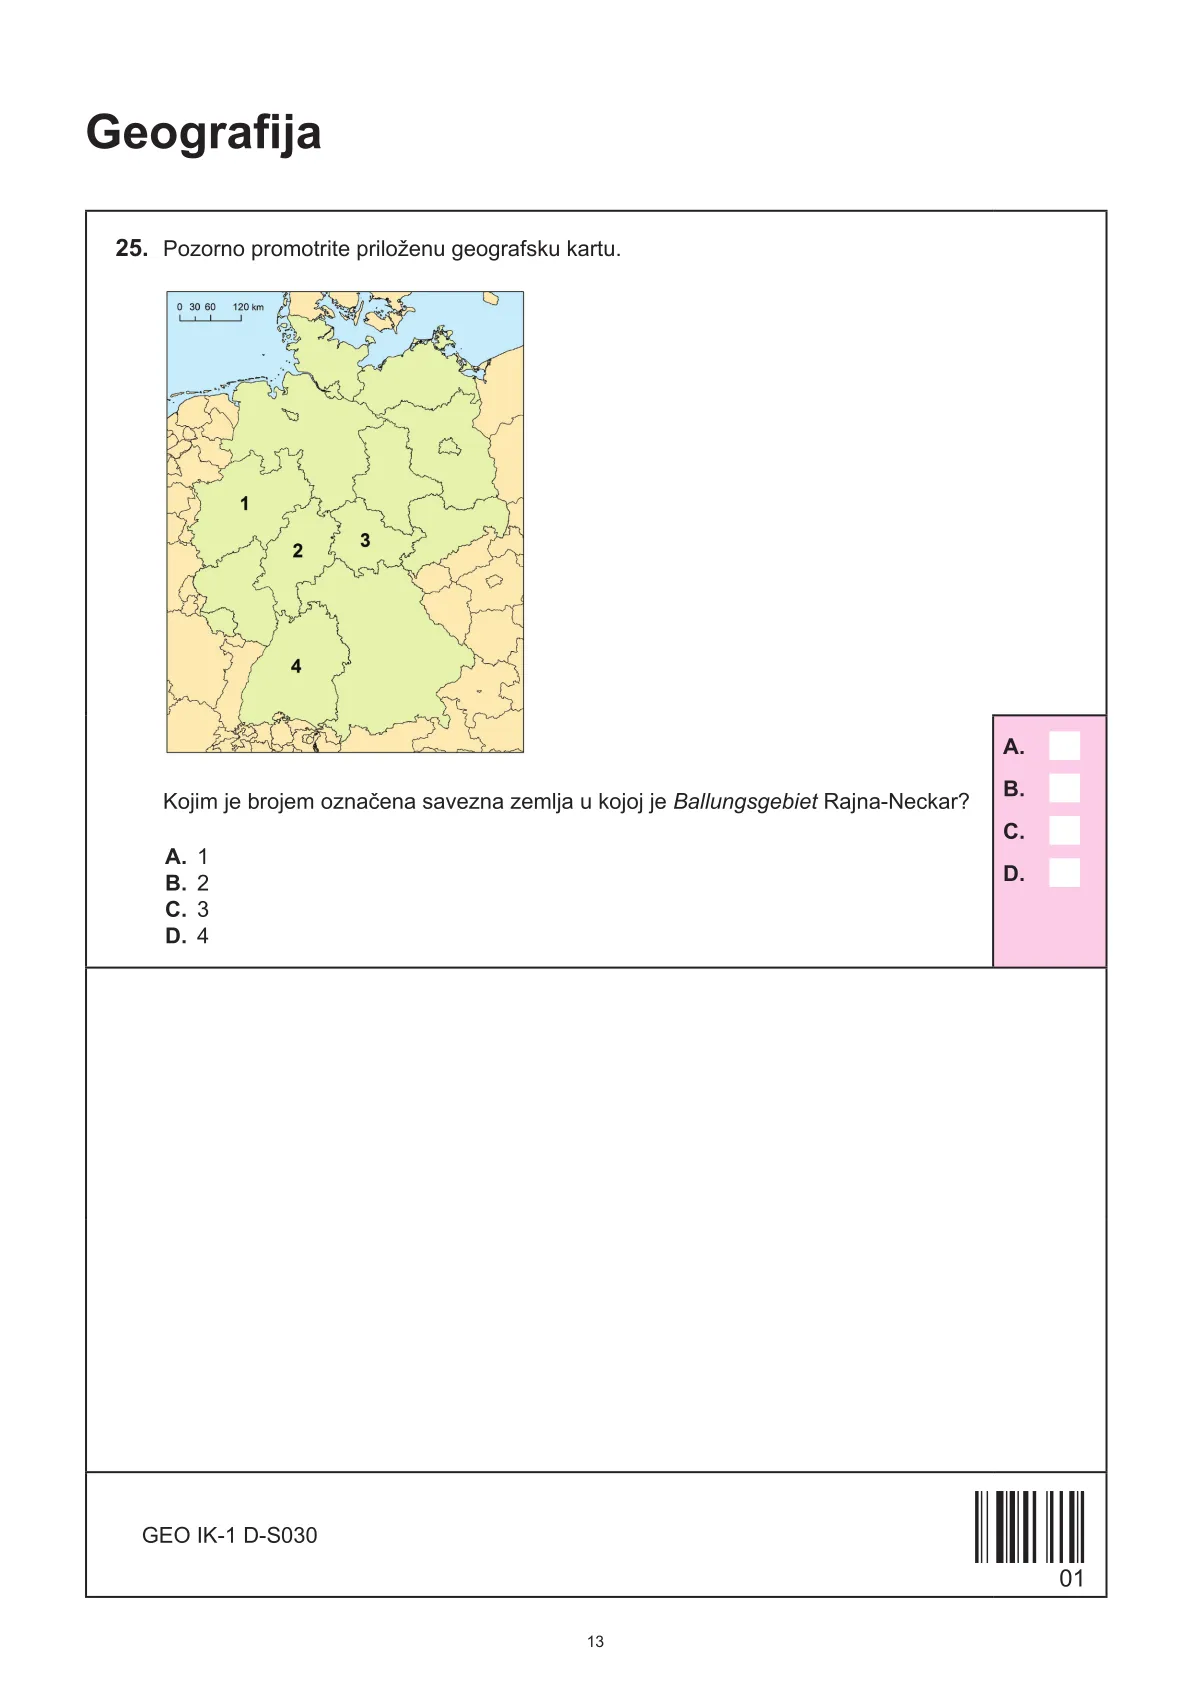 Geografija
25. Pozorno promotrite priloženu geografsku kartu.
0 30 60 120 km
1
2
3
4
Kojim je brojem označena savezna zemlja u kojoj je Ballungsgebiet Rajna-Neckar?
A. 1
B. 2
C. 3
D. 4
A.
B.
C.
D.
GEO IK-1 D-S030
01
13